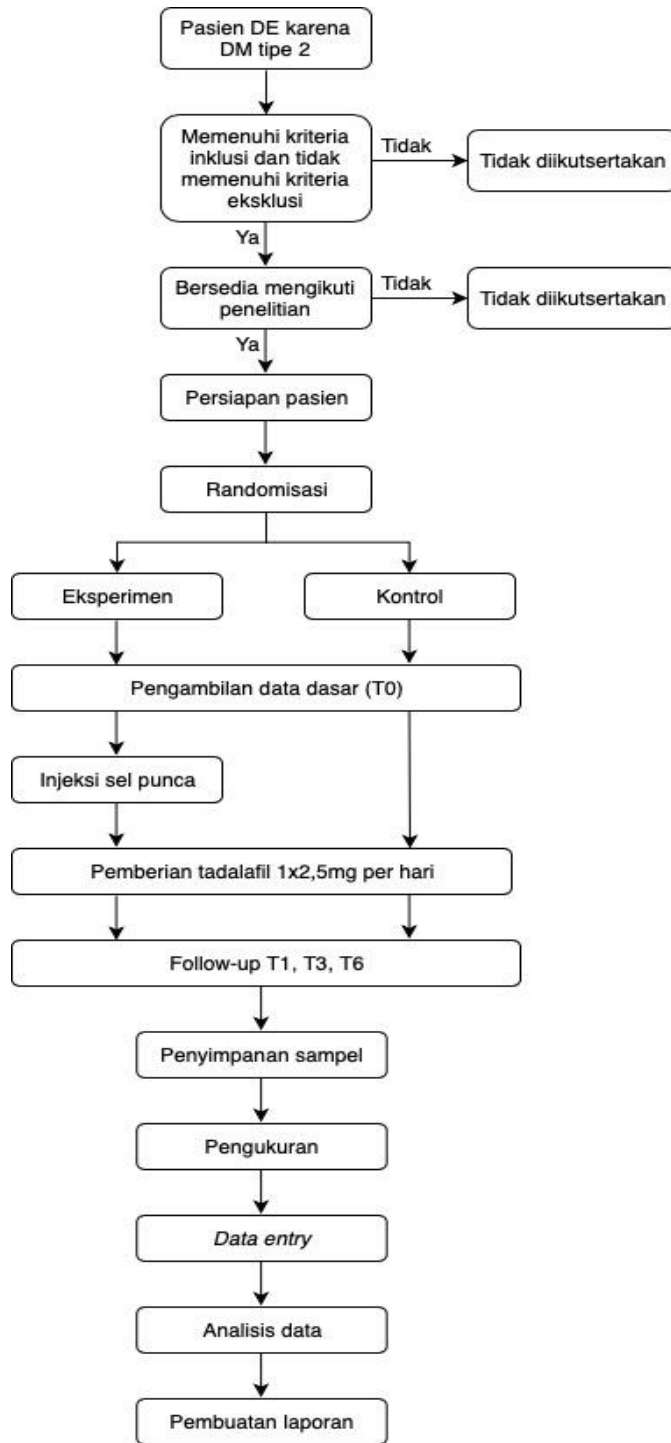 Pasien DE karena
DM tipe 2
Memenuhi kriteria
inklusi dan tidak
memenuhi kriteria
eksklusi
Tidak
Tidak diikutsertakan
Ya
Bersedia mengikuti
penelitian
Tidak
Tidak diikutsertakan
Ya
Persiapan pasien
Randomisasi
Eksperimen
Kontrol
Pengambilan data dasar (T0)
Injeksi sel punca
Pemberian tadalafil 1x2,5mg per hari
Follow-up T1, T3, T6
Penyimpanan sampel
Pengukuran
Data entry
Analisis data
Pembuatan laporan